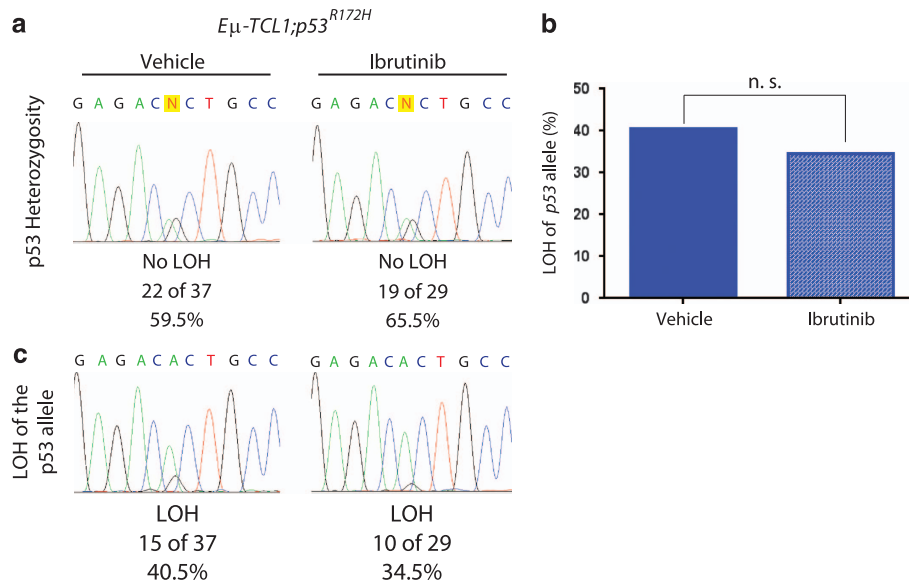 a
Eμ-TCL1;p53^R172H
Vehicle
Ibrutinib
G A G A C N C T G C C
G A G A C N C T G C C
p53 Heterozygosity
No LOH
22 of 37
59.5%
No LOH
19 of 29
65.5%
b
n. s.
LOH of p53 allele (%)
50
40
30
20
10
0
Vehicle
Ibrutinib
c
G A G A C A C T G C C
G A G A C A C T G C C
LOH of the
p53 allele
LOH
15 of 37
40.5%
LOH
10 of 29
34.5%